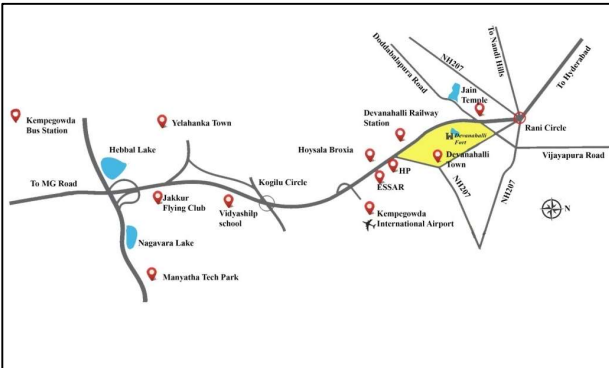 To Nandi Hills
To Hyderabad
NH207
Doddabalapura Road
Jain
Temple
Kempegowda
Bus Station
Yelahanka Town
Devanahalli Railway
Station
Rani Circle
Devanahalli
Fort
Hebbal Lake
Hoysala Broxia
Devanahalli
Town
Vijayapura Road
HP
ESSAR
Kogilu Circle
To MG Road
NH207
NH207
Jakkur
Flying Club
Vidyashilp
school
Kempegowda
International Airport
N
Nagavara Lake
Manyatha Tech Park